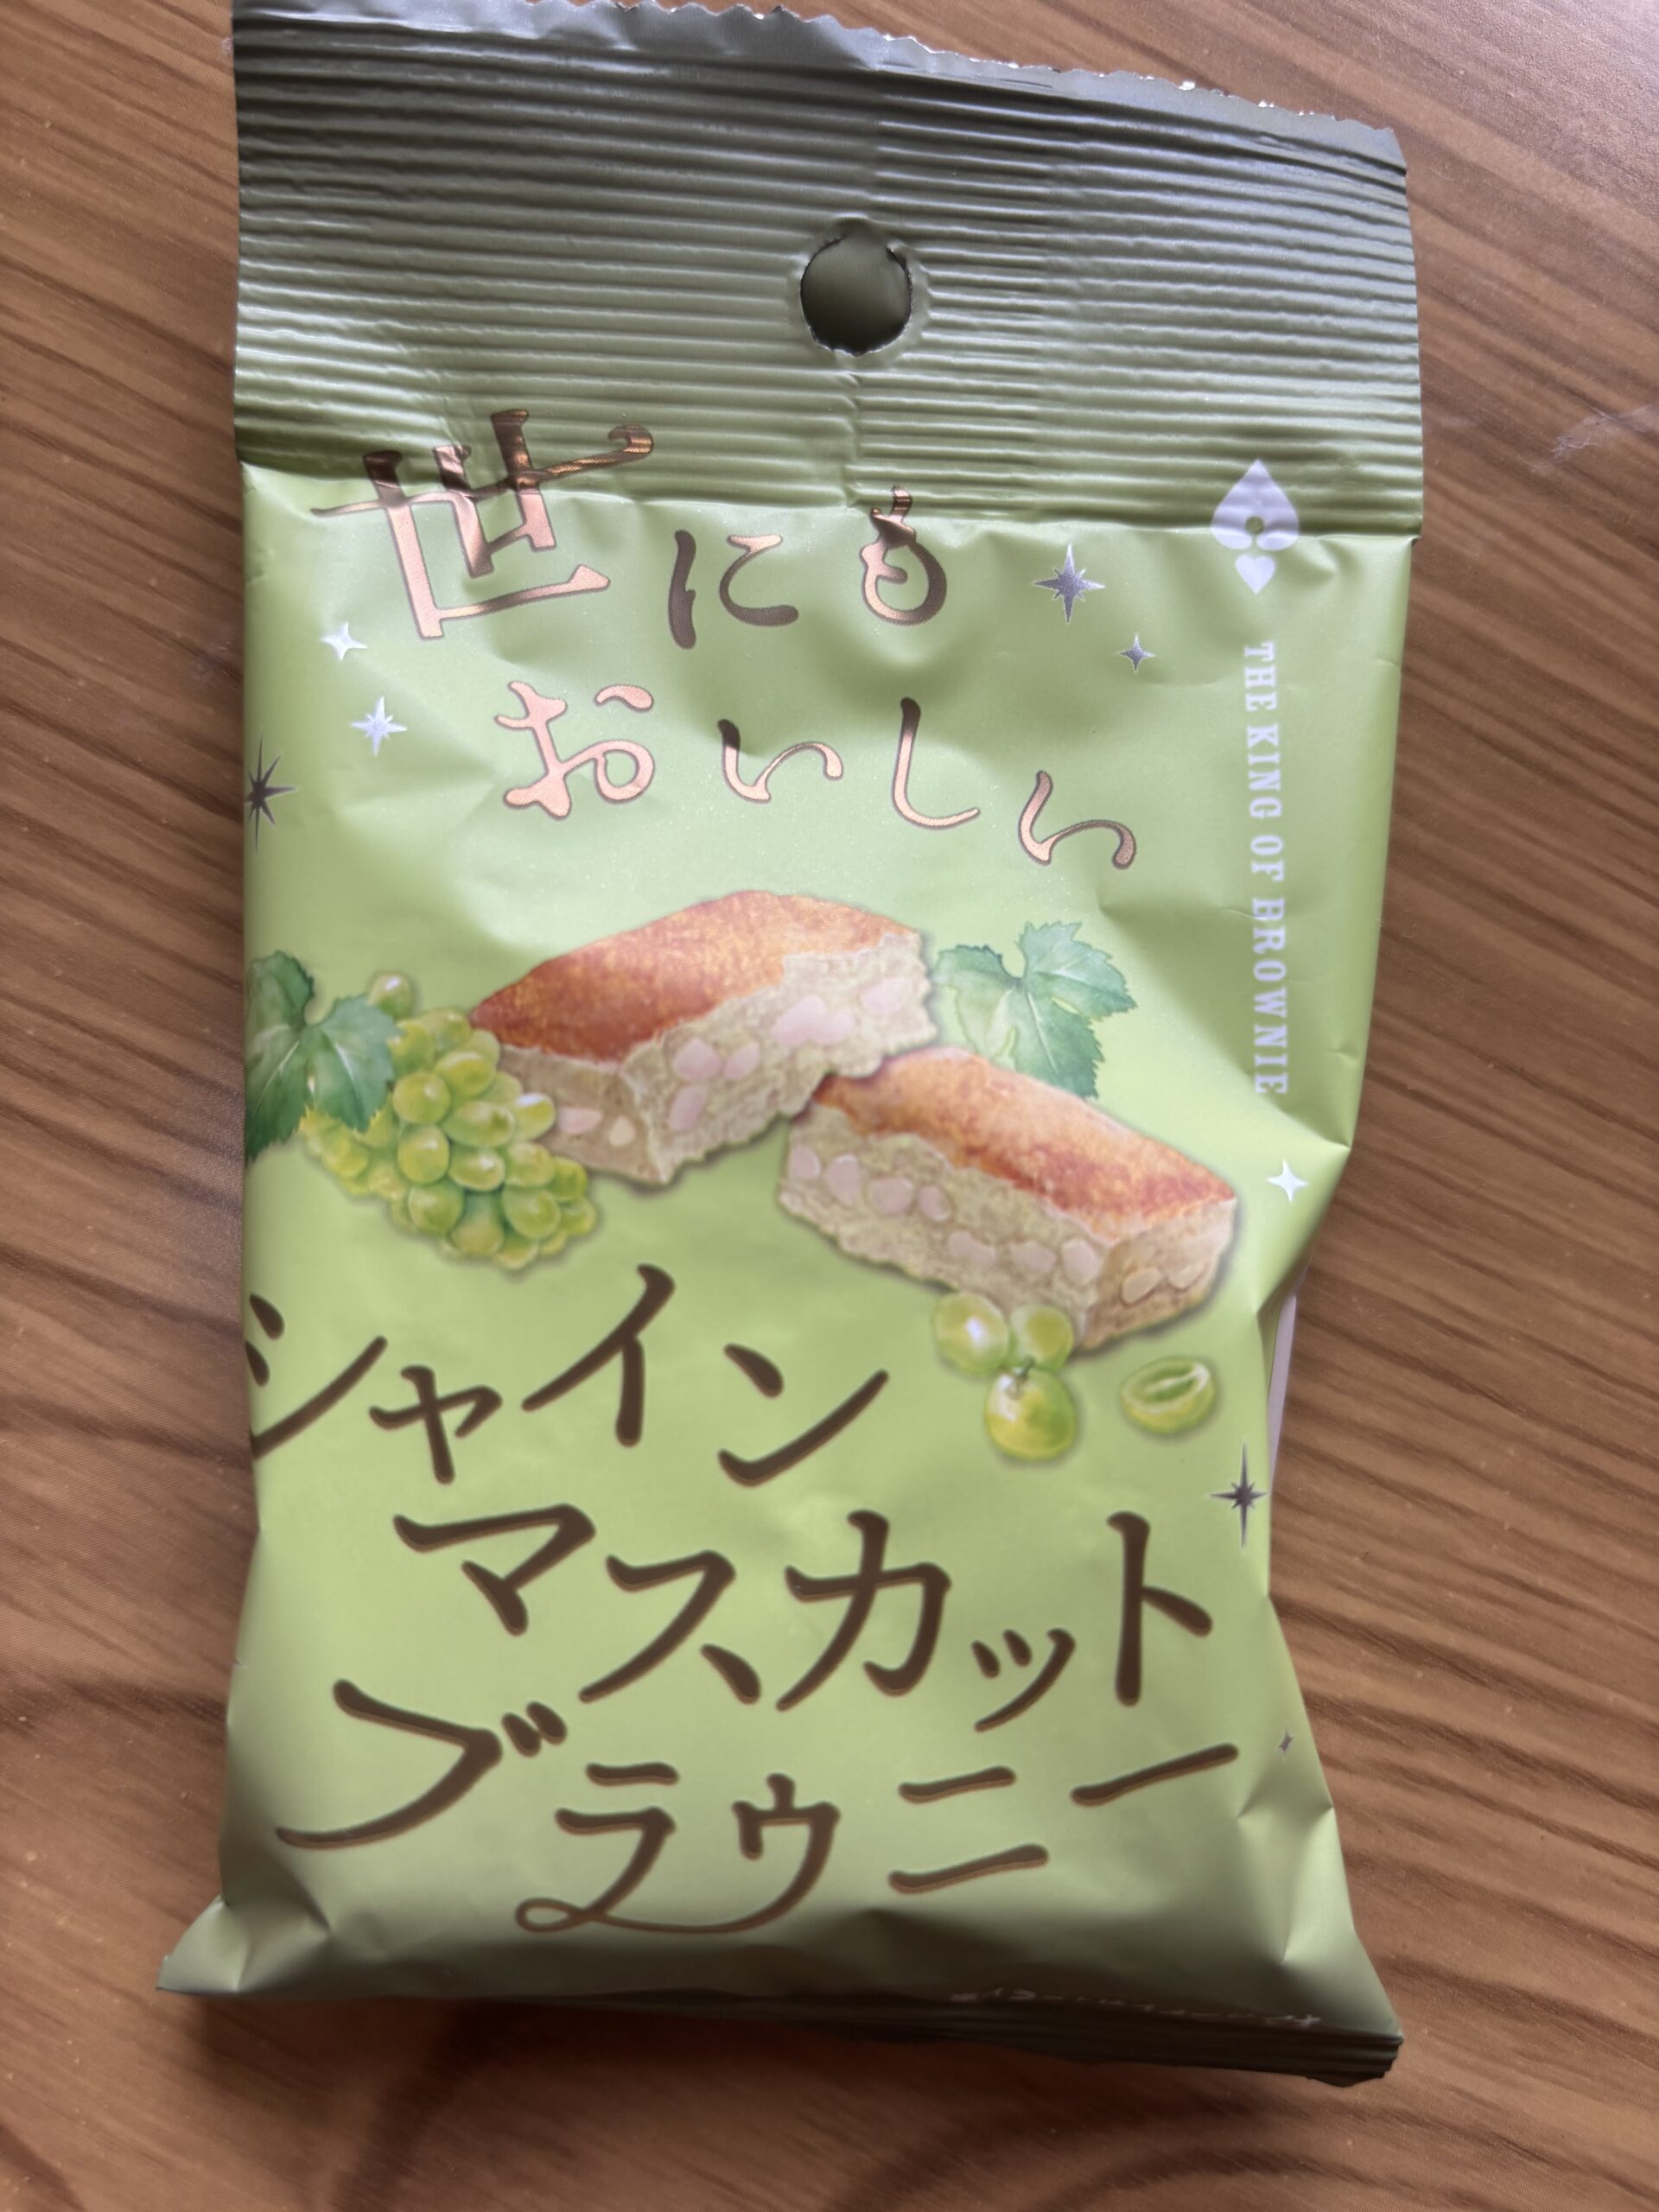 世にも
おいしい
THE KING OF BROWNIE
シャイン
マスカット
ブラウニー